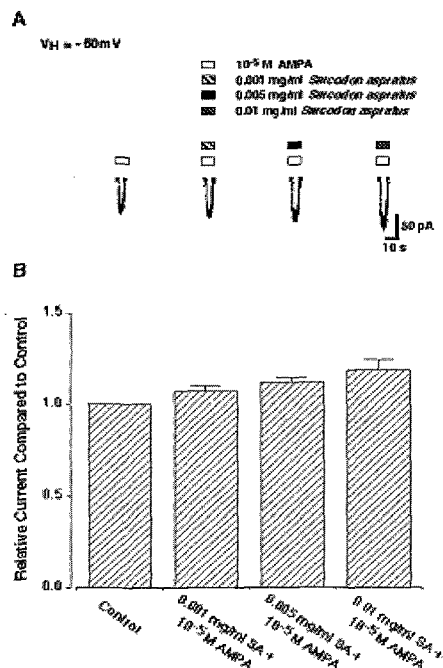 A
VH = -60mV
10⁻⁵ M AMPA
0.001 mg/ml Sarcodon aspratus
0.005 mg/ml Sarcodon aspratus
0.01 mg/ml Sarcodon aspratus
50 pA
10 s
B
Relative Current Compared to Control
1.5
1.0
0.5
0.0
Control
0.001 mg/ml SA +
10⁻⁵ M AMPA
0.005 mg/ml SA +
10⁻⁵ M AMPA
0.01 mg/ml SA +
10⁻⁵ M AMPA